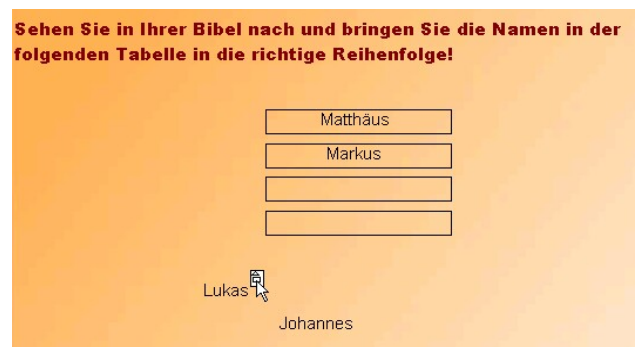 Sehen Sie in Ihrer Bibel nach und bringen Sie die Namen in der
folgenden Tabelle in die richtige Reihenfolge!
Matthäus
Markus
Lukas
Johannes